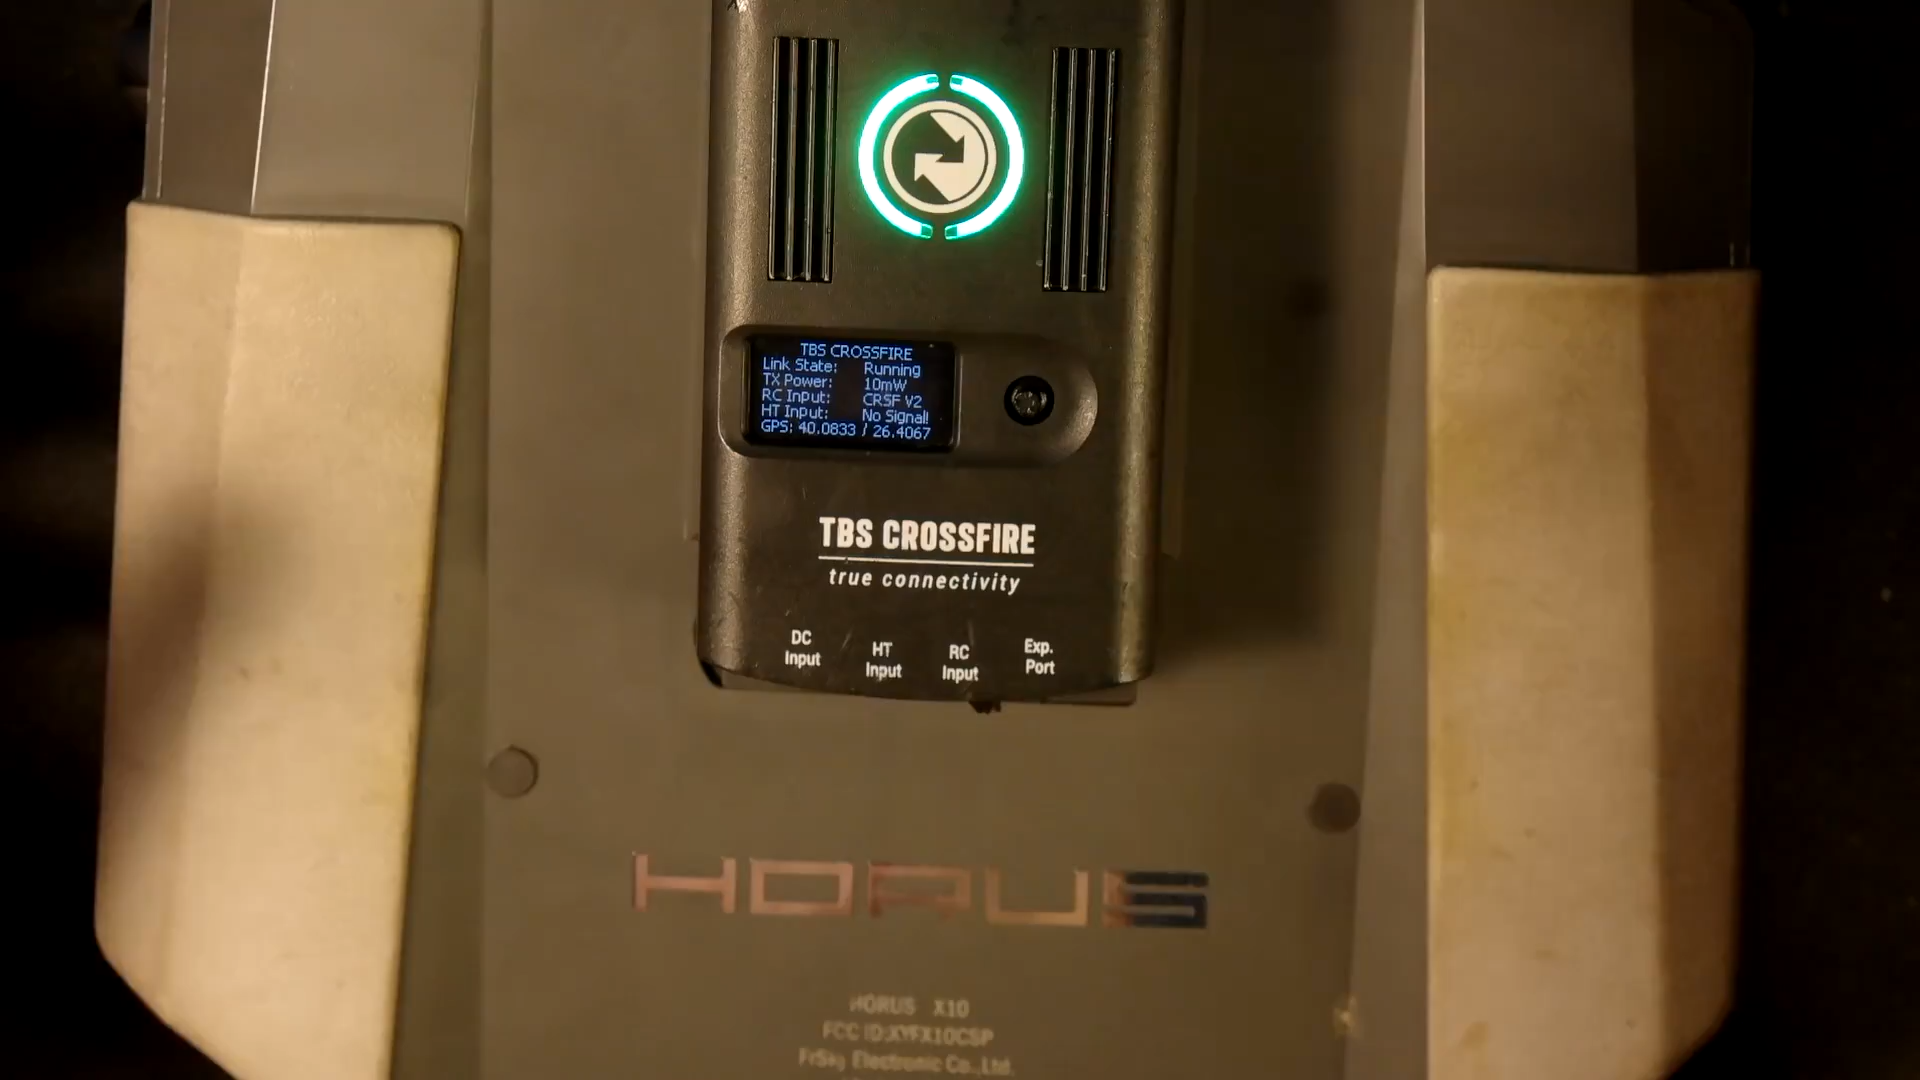 TBS CROSSFIRE
Link State: Running
TX Power: 10mW
RC Input: CRSF V2
HT Input: No Signal!
GPS: 40.0833 / 26.4067
TBS CROSSFIRE
true connectivity
DC Input
HT Input
RC Input
Exp. Port
HORUS
HORUS X10
FCC ID:XYFX10CSP
FrSky Electronic Co.,Ltd.